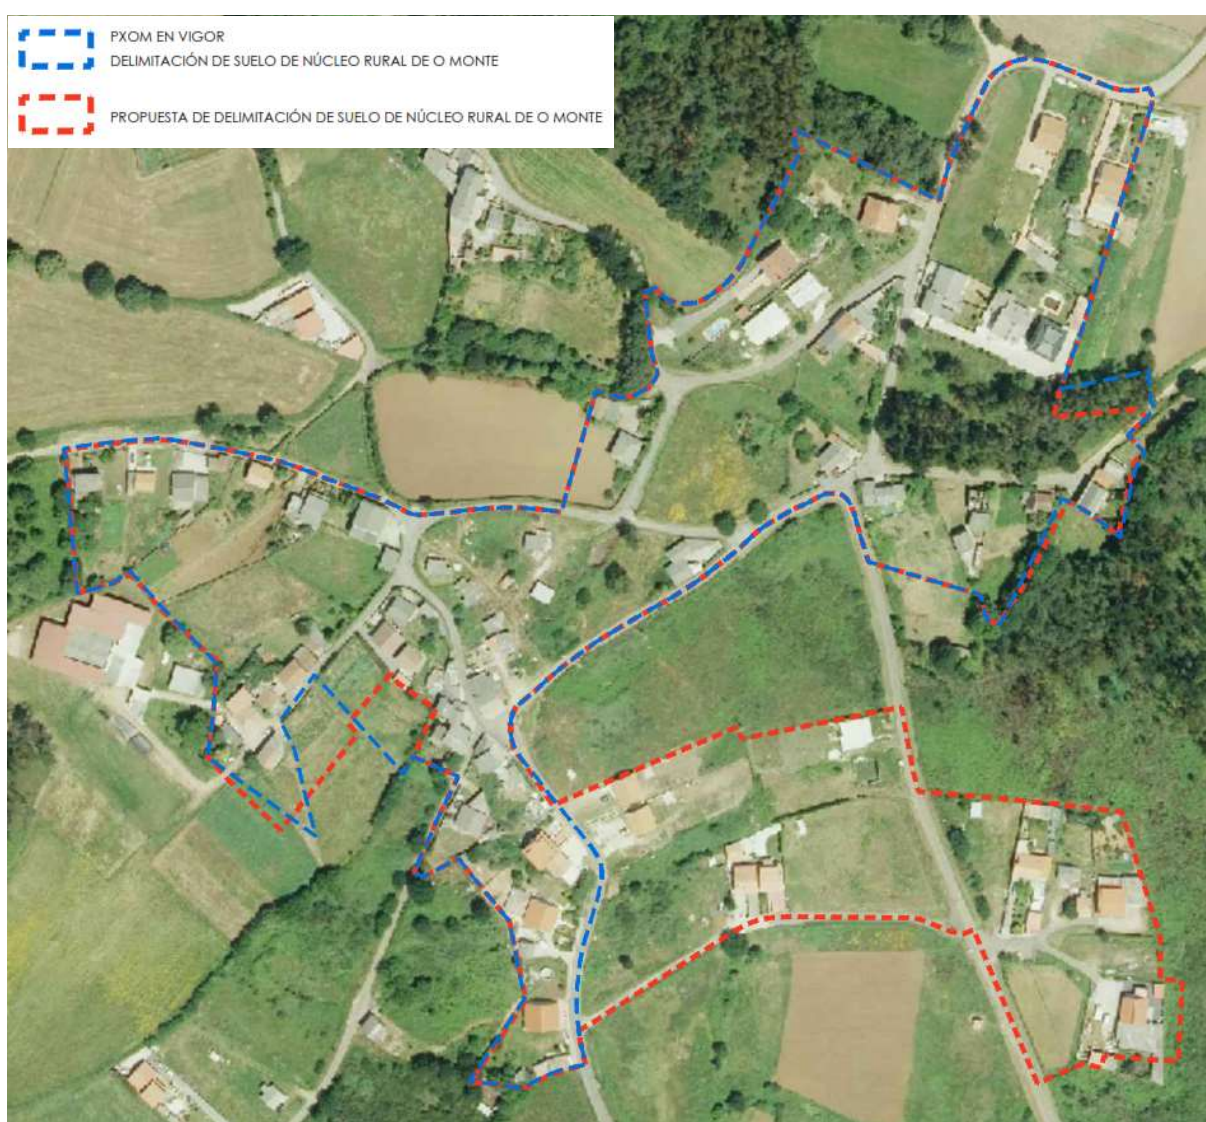 PXOM EN VIGOR
DELIMITACIÓN DE SUELO DE NÚCLEO RURAL DE O MONTE
PROPUESTA DE DELIMITACIÓN DE SUELO DE NÚCLEO RURAL DE O MONTE